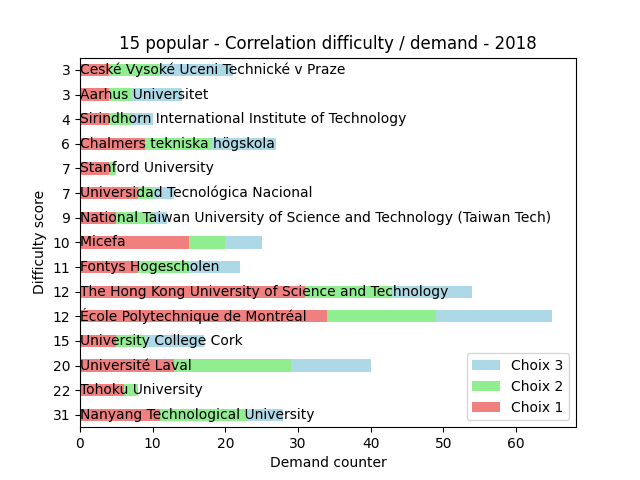 15 popular - Correlation difficulty / demand - 2018
3 Ceské Vysoké Uceni Technické v Praze
3 Aarhus Universitet
4 Sirindhorn International Institute of Technology
6 Chalmers tekniska högskola
7 Stanford University
7 Universidad Tecnológica Nacional
9 National Taiwan University of Science and Technology (Taiwan Tech)
10 Micefa
11 Fontys Hogescholen
12 The Hong Kong University of Science and Technology
12 École Polytechnique de Montréal
15 University College Cork
20 Université Laval
22 Tohoku University
31 Nanyang Technological University
Difficulty score
Choix 3
Choix 2
Choix 1
0 10 20 30 40 50 60
Demand counter